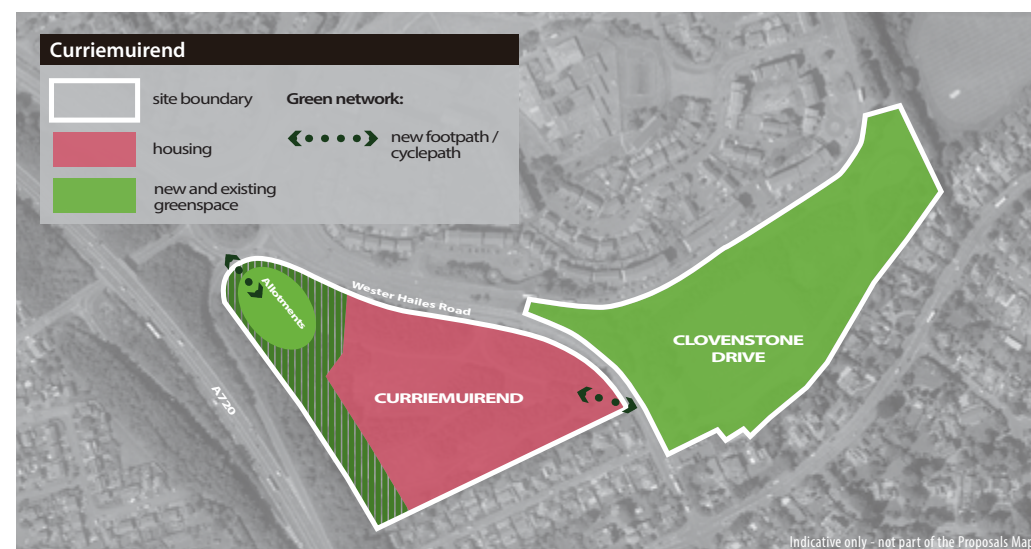 Curriemuirend
site boundary
housing
new and existing
greenspace
Green network:
new footpath /
cyclepath
Allotments
Wester Hailes Road
A720
CURRIEMUIREND
CLOVENSTONE
DRIVE
Indicative only - not part of the Proposals Map